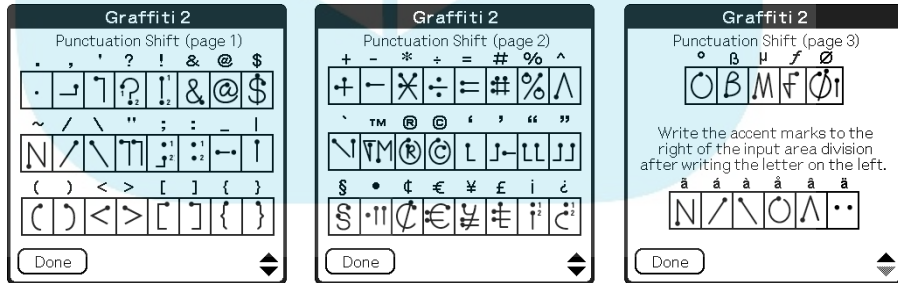 Graffiti 2
Punctuation Shift (page 1)
. , ' ? ! & @ $
~ / \ " ; : _ |
( ) < > [ ] { }
Done
Graffiti 2
Punctuation Shift (page 2)
+ - * ÷ = # % ^
` ™ ® © ‘ ’ “ ”
§ • ¢ € ¥ £ ¡ ¿
Done
Graffiti 2
Punctuation Shift (page 3)
° ß µ ƒ Ø
Write the accent marks to the
right of the input area division
after writing the letter on the left.
ã á à å â ä
Done